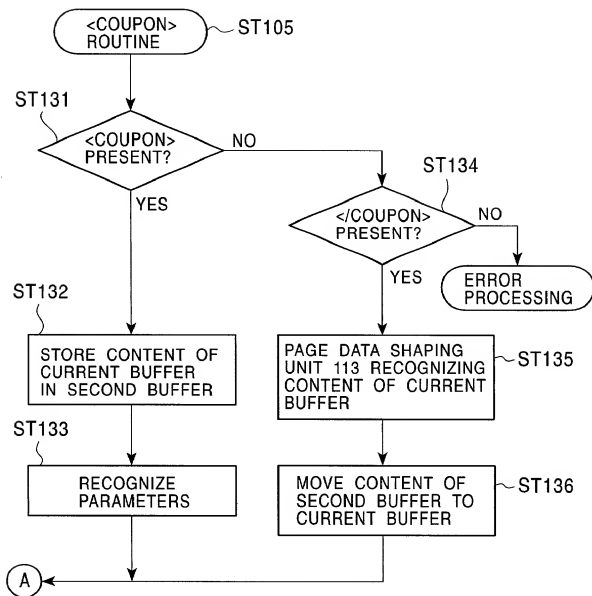 <COUPON>
ROUTINE
ST105
ST131
<COUPON>
PRESENT?
NO
YES
ST134
</COUPON>
PRESENT?
NO
YES
ERROR
PROCESSING
ST132
STORE CONTENT OF
CURRENT BUFFER
IN SECOND BUFFER
PAGE DATA SHAPING
UNIT 113 RECOGNIZING
CONTENT OF CURRENT
BUFFER
ST135
ST133
RECOGNIZE
PARAMETERS
MOVE CONTENT OF
SECOND BUFFER TO
CURRENT BUFFER
ST136
A